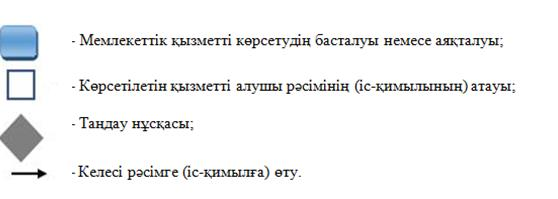 - Мемлекеттік қызметті көрсетудің басталуы немесе аяқталуы;
- Көрсетілетін қызметті алушы рәсімінің (іс-қимылының) атауы;
- Таңдау нұсқасы;
- Келесі рәсімге (іс-қимылға) өту.